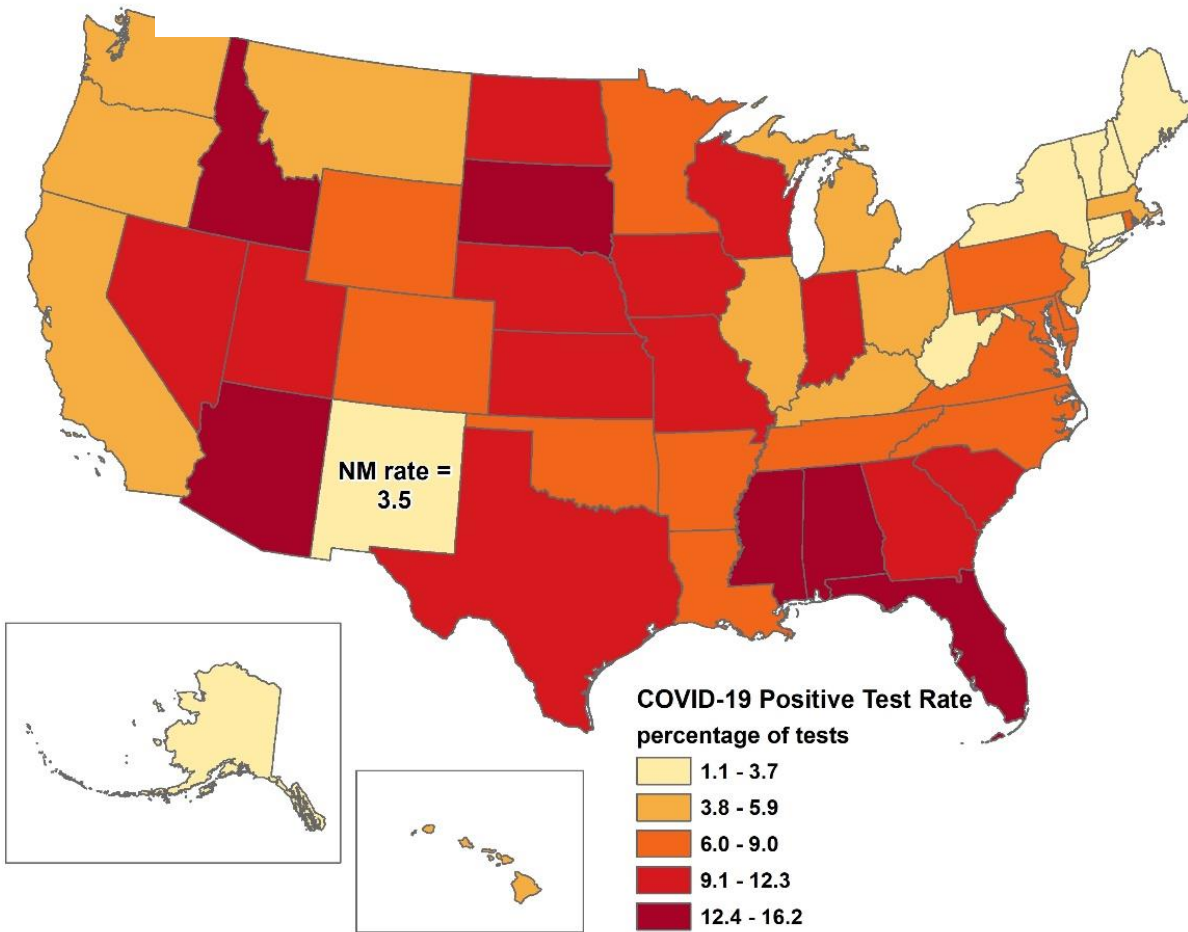 NM rate =
3.5
COVID-19 Positive Test Rate
percentage of tests
1.1 - 3.7
3.8 - 5.9
6.0 - 9.0
9.1 - 12.3
12.4 - 16.2